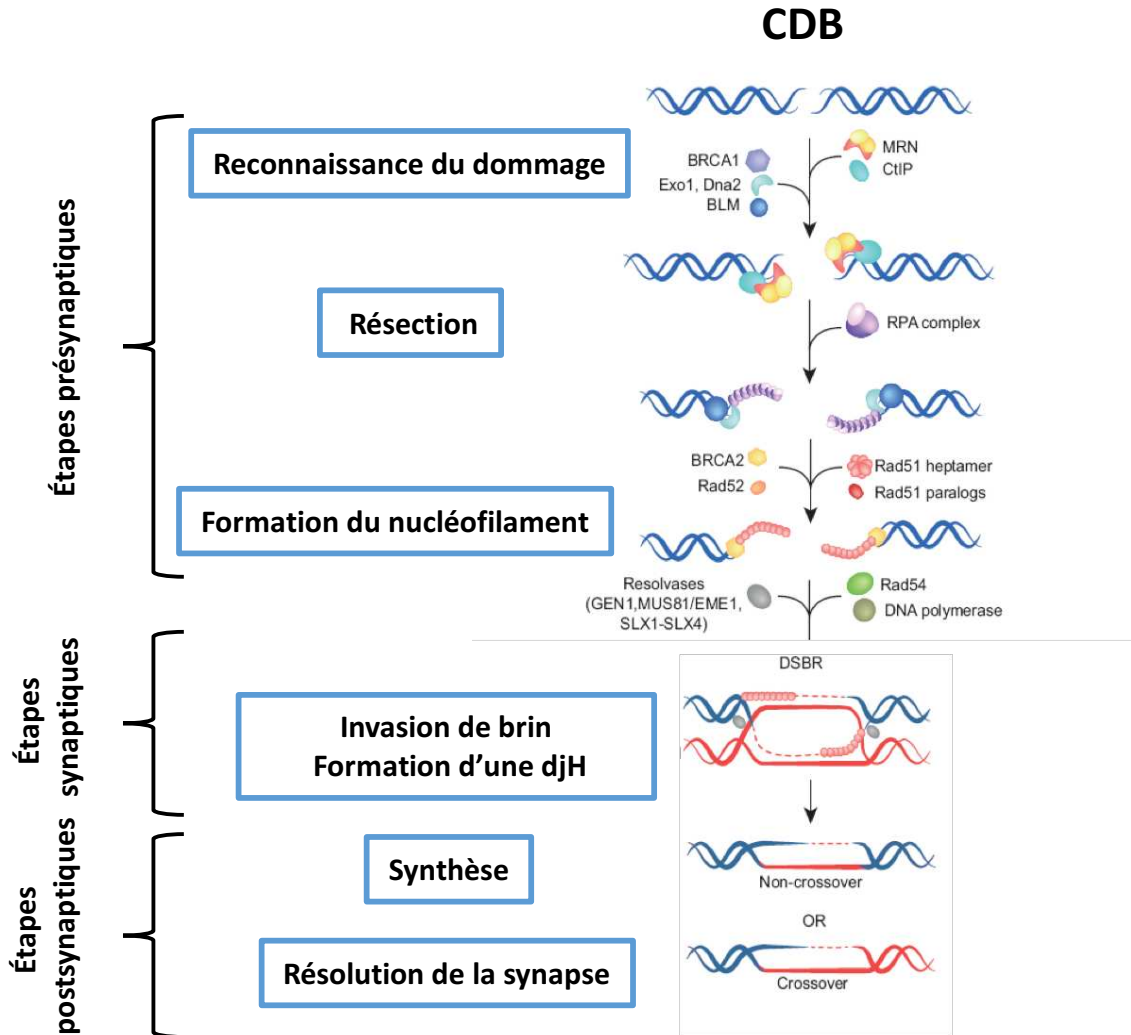 CDB
Étapes présynaptiques
Reconnaissance du dommage
BRCA1
Exo1, Dna2
BLM
MRN
CtIP
Résection
RPA complex
BRCA2
Rad52
Rad51 heptamer
Rad51 paralogs
Formation du nucléofilament
Resolvases
(GEN1,MUS81/EME1,
SLX1-SLX4)
Rad54
DNA polymerase
Étapes
synaptiques
Invasion de brin
Formation d'une djH
DSBR
Étapes
postsynaptiques
Synthèse
Non-crossover
OR
Résolution de la synapse
Crossover